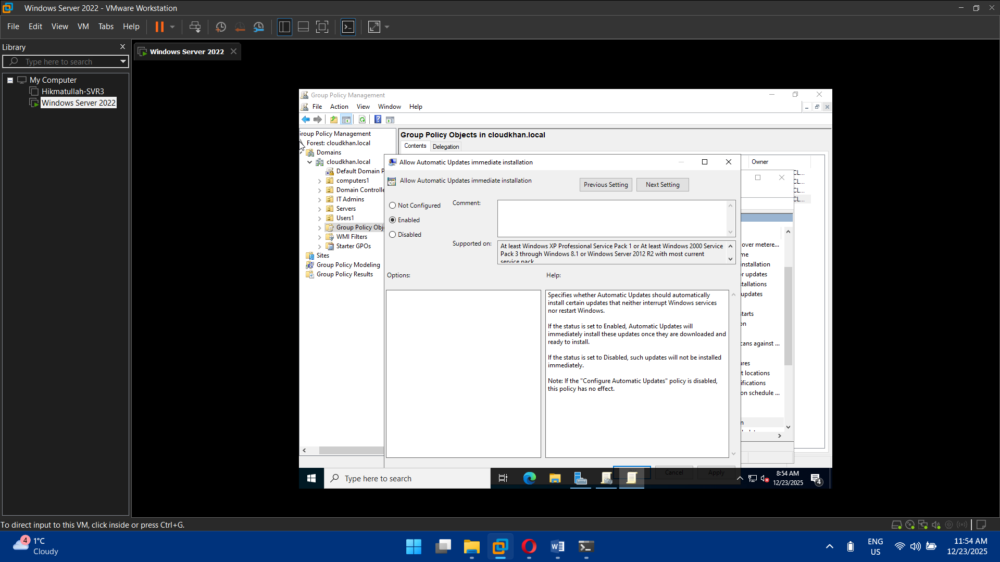 Windows Server 2022 - VMware Workstation
File Edit View VM Tabs Help
Library
Type here to search
My Computer
Hikmatullah-SVR3
Windows Server 2022
Windows Server 2022
Group Policy Management
File Action View Window Help
roup Policy Management
Forest: cloudkhan.local
Domains
cloudkhan.local
Default Domain P
computers1
Domain Controlle
IT Admins
Servers
Users1
Group Policy Obj
WMI Filters
Starter GPOs
Sites
Group Policy Modeling
Group Policy Results
Group Policy Objects in cloudkhan.local
Contents Delegation
Owner
CL...
CL...
CL...
CL...
Allow Automatic Updates immediate installation
Allow Automatic Updates immediate installation
Previous Setting Next Setting
Not Configured
Enabled
Disabled
Comment:
Supported on:
At least Windows XP Professional Service Pack 1 or At least Windows 2000 Service
Pack 3 through Windows 8.1 or Windows Server 2012 R2 with most current
service pack
Options:
Help:
Specifies whether Automatic Updates should automatically
install certain updates that neither interrupt Windows services
nor restart Windows.
If the status is set to Enabled, Automatic Updates will
immediately install these updates once they are downloaded and
ready to install.
If the status is set to Disabled, such updates will not be installed
immediately.
Note: If the "Configure Automatic Updates" policy is disabled,
this policy has no effect.
over metere...
me
installation
r updates
tallations
updates
tarts
on
cans against ...
ures
t locations
ifications
on schedule ...
n
Cancel Apply
Type here to search
8:54 AM
12/23/2025
4
To direct input to this VM, click inside or press Ctrl+G.
4
1°C
Cloudy
ENG
US
11:54 AM
12/23/2025